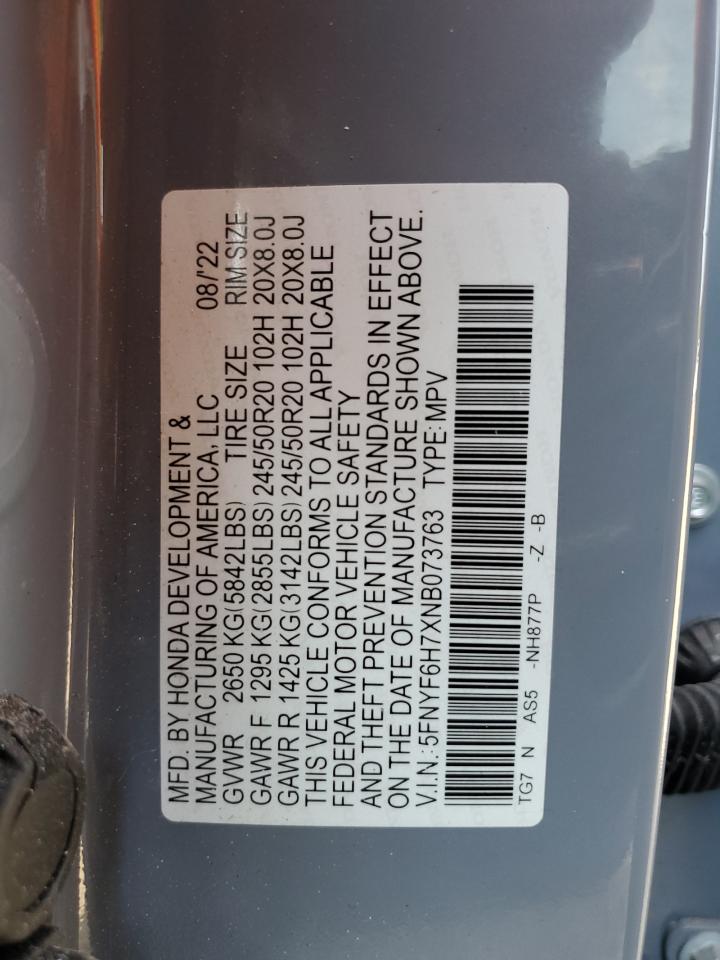 MFD. BY HONDA DEVELOPMENT &
MANUFACTURING OF AMERICA, LLC 08/'22
GVWR 2650 KG(5842LBS) TIRE SIZE RIM SIZE
GAWR F 1295 KG(2855LBS) 245/50R20 102H 20X8.0J
GAWR R 1425 KG(3142LBS) 245/50R20 102H 20X8.0J
THIS VEHICLE CONFORMS TO ALL APPLICABLE
FEDERAL MOTOR VEHICLE SAFETY
AND THEFT PREVENTION STANDARDS IN EFFECT
ON THE DATE OF MANUFACTURE SHOWN ABOVE.
V.I.N.:5FNYF6H7XNB073763 TYPE:MPV
TG7 N AS5 -NH877P -Z -B